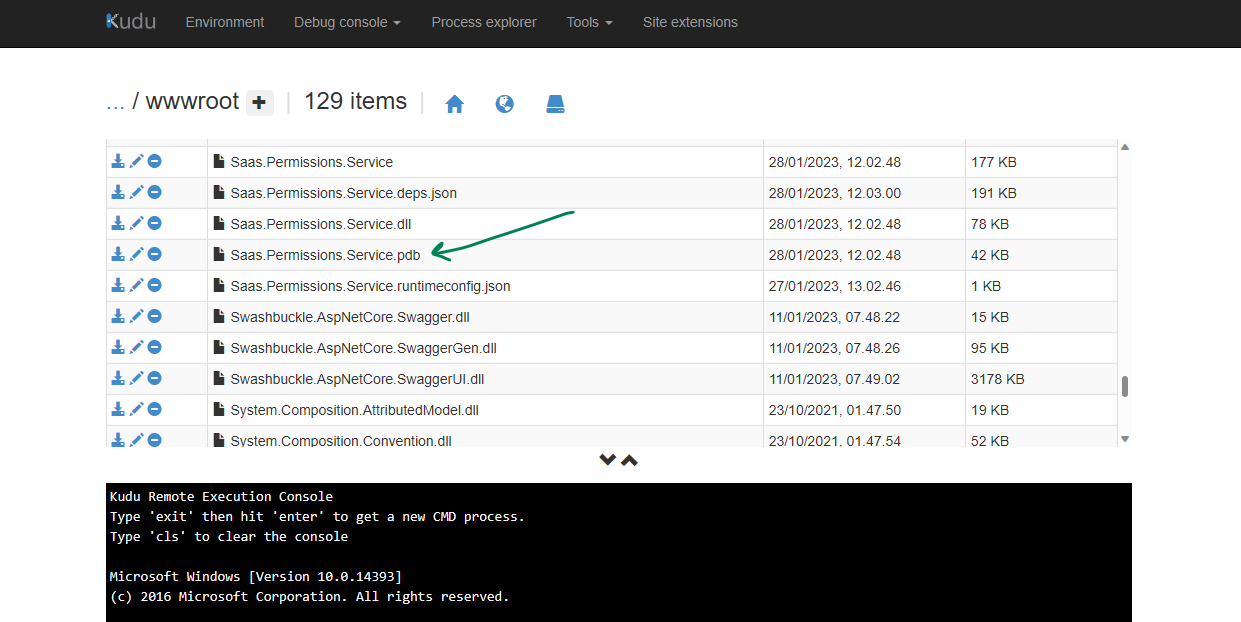 Kudu Environment Debug console Process explorer Tools Site extensions
... / wwwroot + | 129 items |
Saas.Permissions.Service 28/01/2023, 12.02.48 177 KB
Saas.Permissions.Service.deps.json 28/01/2023, 12.03.00 191 KB
Saas.Permissions.Service.dll 28/01/2023, 12.02.48 78 KB
Saas.Permissions.Service.pdb 28/01/2023, 12.02.48 42 KB
Saas.Permissions.Service.runtimeconfig.json 27/01/2023, 13.02.46 1 KB
Swashbuckle.AspNetCore.Swagger.dll 11/01/2023, 07.48.22 15 KB
Swashbuckle.AspNetCore.SwaggerGen.dll 11/01/2023, 07.48.26 95 KB
Swashbuckle.AspNetCore.SwaggerUI.dll 11/01/2023, 07.49.02 3178 KB
System.Composition.AttributedModel.dll 23/10/2021, 01.47.50 19 KB
System.Composition.Convention.dll 23/10/2021, 01.47.54 52 KB
Kudu Remote Execution Console
Type 'exit' then hit 'enter' to get a new CMD process.
Type 'cls' to clear the console
Microsoft Windows [Version 10.0.14393]
(c) 2016 Microsoft Corporation. All rights reserved.